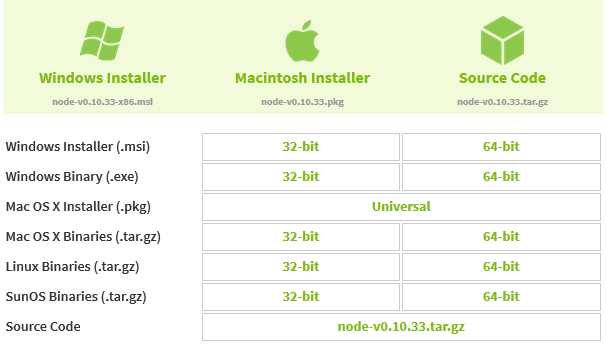 Windows Installer Macintosh Installer Source Code
node-v0.10.33-x86.msi node-v0.10.33.pkg node-v0.10.33.tar.gz
Windows Installer (.msi) 32-bit 64-bit
Windows Binary (.exe) 32-bit 64-bit
Mac OS X Installer (.pkg) Universal
Mac OS X Binaries (.tar.gz) 32-bit 64-bit
Linux Binaries (.tar.gz) 32-bit 64-bit
SunOS Binaries (.tar.gz) 32-bit 64-bit
Source Code node-v0.10.33.tar.gz